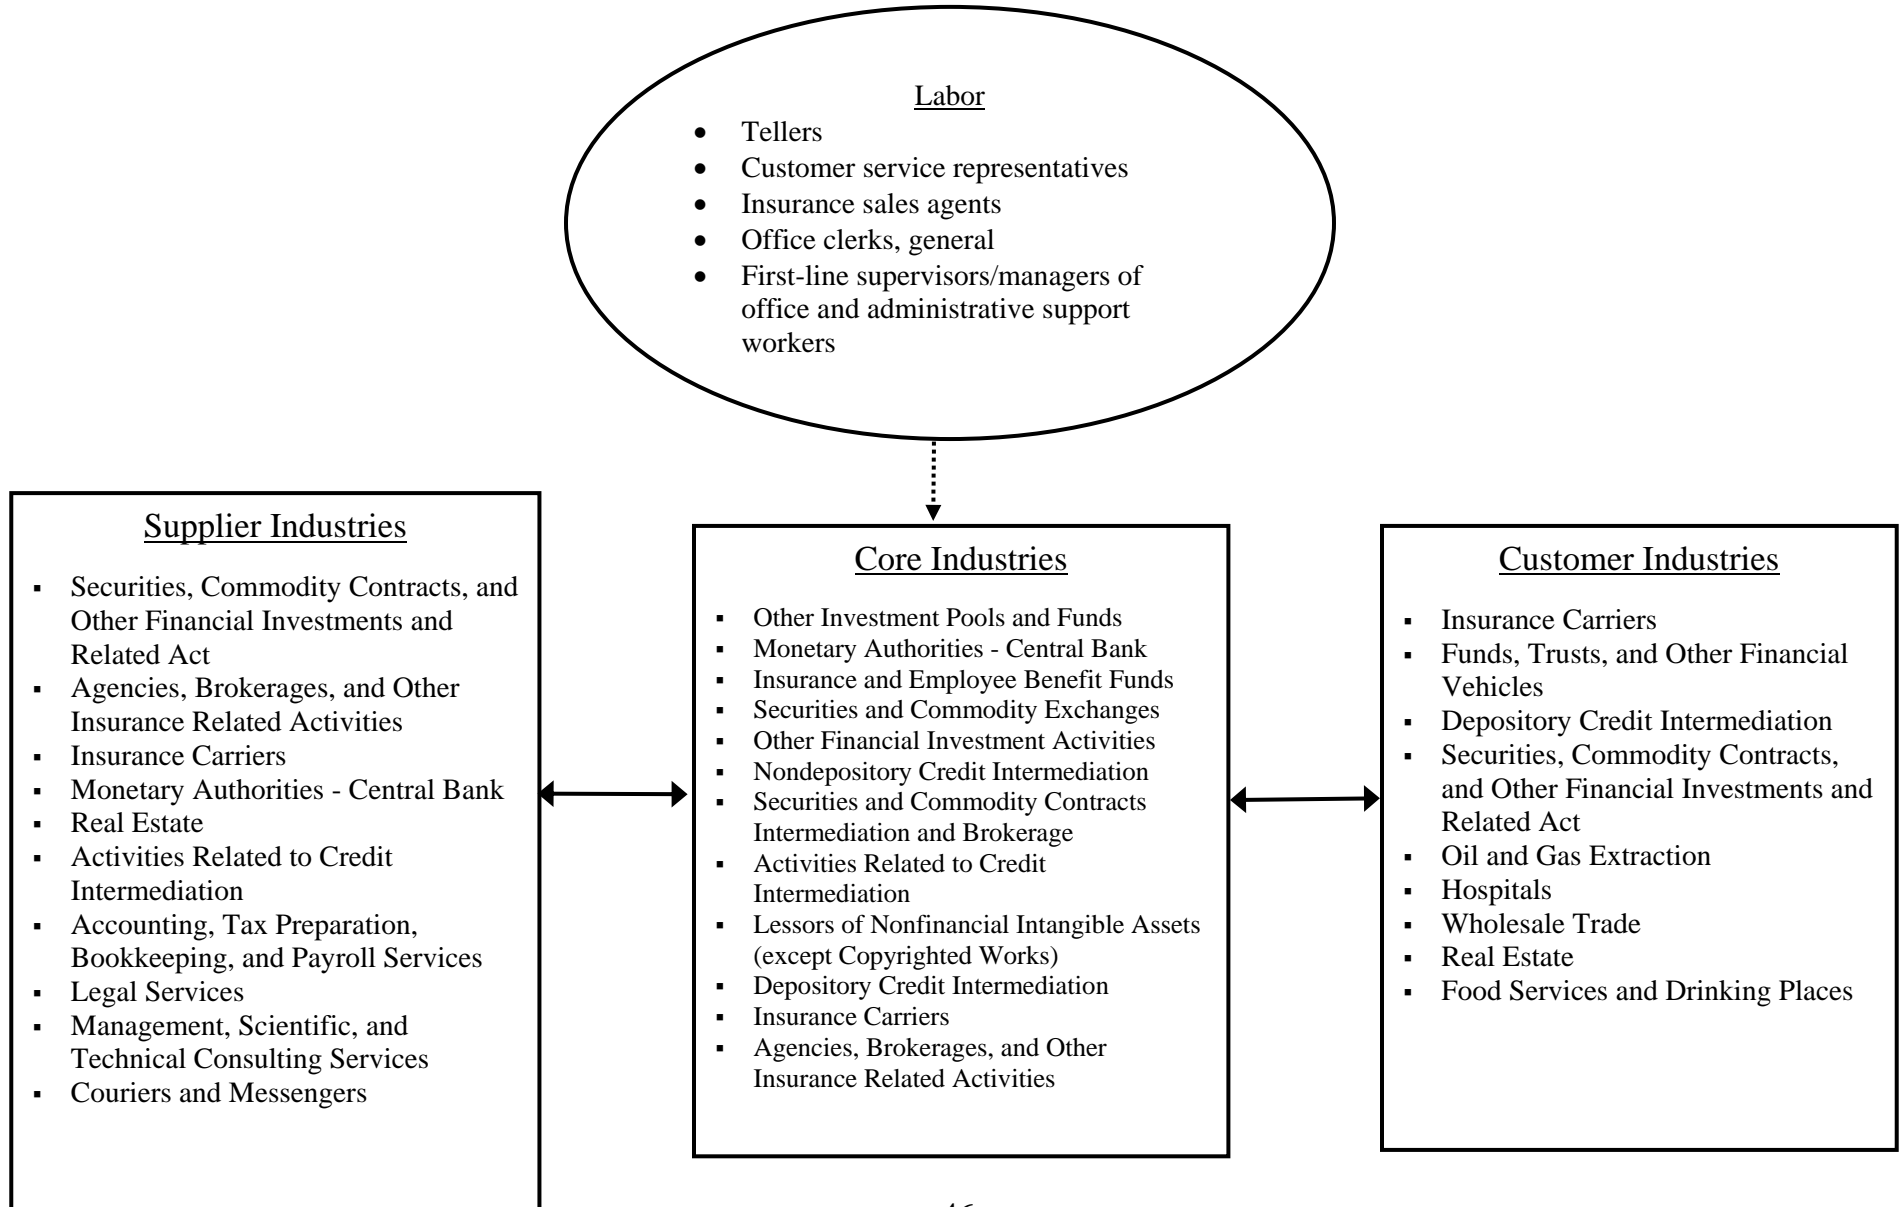 Labor
• Tellers
• Customer service representatives
• Insurance sales agents
• Office clerks, general
• First-line supervisors/managers of
office and administrative support
workers
Supplier Industries
▪ Securities, Commodity Contracts, and
Other Financial Investments and
Related Act
▪ Agencies, Brokerages, and Other
Insurance Related Activities
▪ Insurance Carriers
▪ Monetary Authorities - Central Bank
▪ Real Estate
▪ Activities Related to Credit
Intermediation
▪ Accounting, Tax Preparation,
Bookkeeping, and Payroll Services
▪ Legal Services
▪ Management, Scientific, and
Technical Consulting Services
▪ Couriers and Messengers
Core Industries
▪ Other Investment Pools and Funds
▪ Monetary Authorities - Central Bank
▪ Insurance and Employee Benefit Funds
▪ Securities and Commodity Exchanges
▪ Other Financial Investment Activities
▪ Nondepository Credit Intermediation
▪ Securities and Commodity Contracts
Intermediation and Brokerage
▪ Activities Related to Credit
Intermediation
▪ Lessors of Nonfinancial Intangible Assets
(except Copyrighted Works)
▪ Depository Credit Intermediation
▪ Insurance Carriers
▪ Agencies, Brokerages, and Other
Insurance Related Activities
Customer Industries
▪ Insurance Carriers
▪ Funds, Trusts, and Other Financial
Vehicles
▪ Depository Credit Intermediation
▪ Securities, Commodity Contracts,
and Other Financial Investments and
Related Act
▪ Oil and Gas Extraction
▪ Hospitals
▪ Wholesale Trade
▪ Real Estate
▪ Food Services and Drinking Places